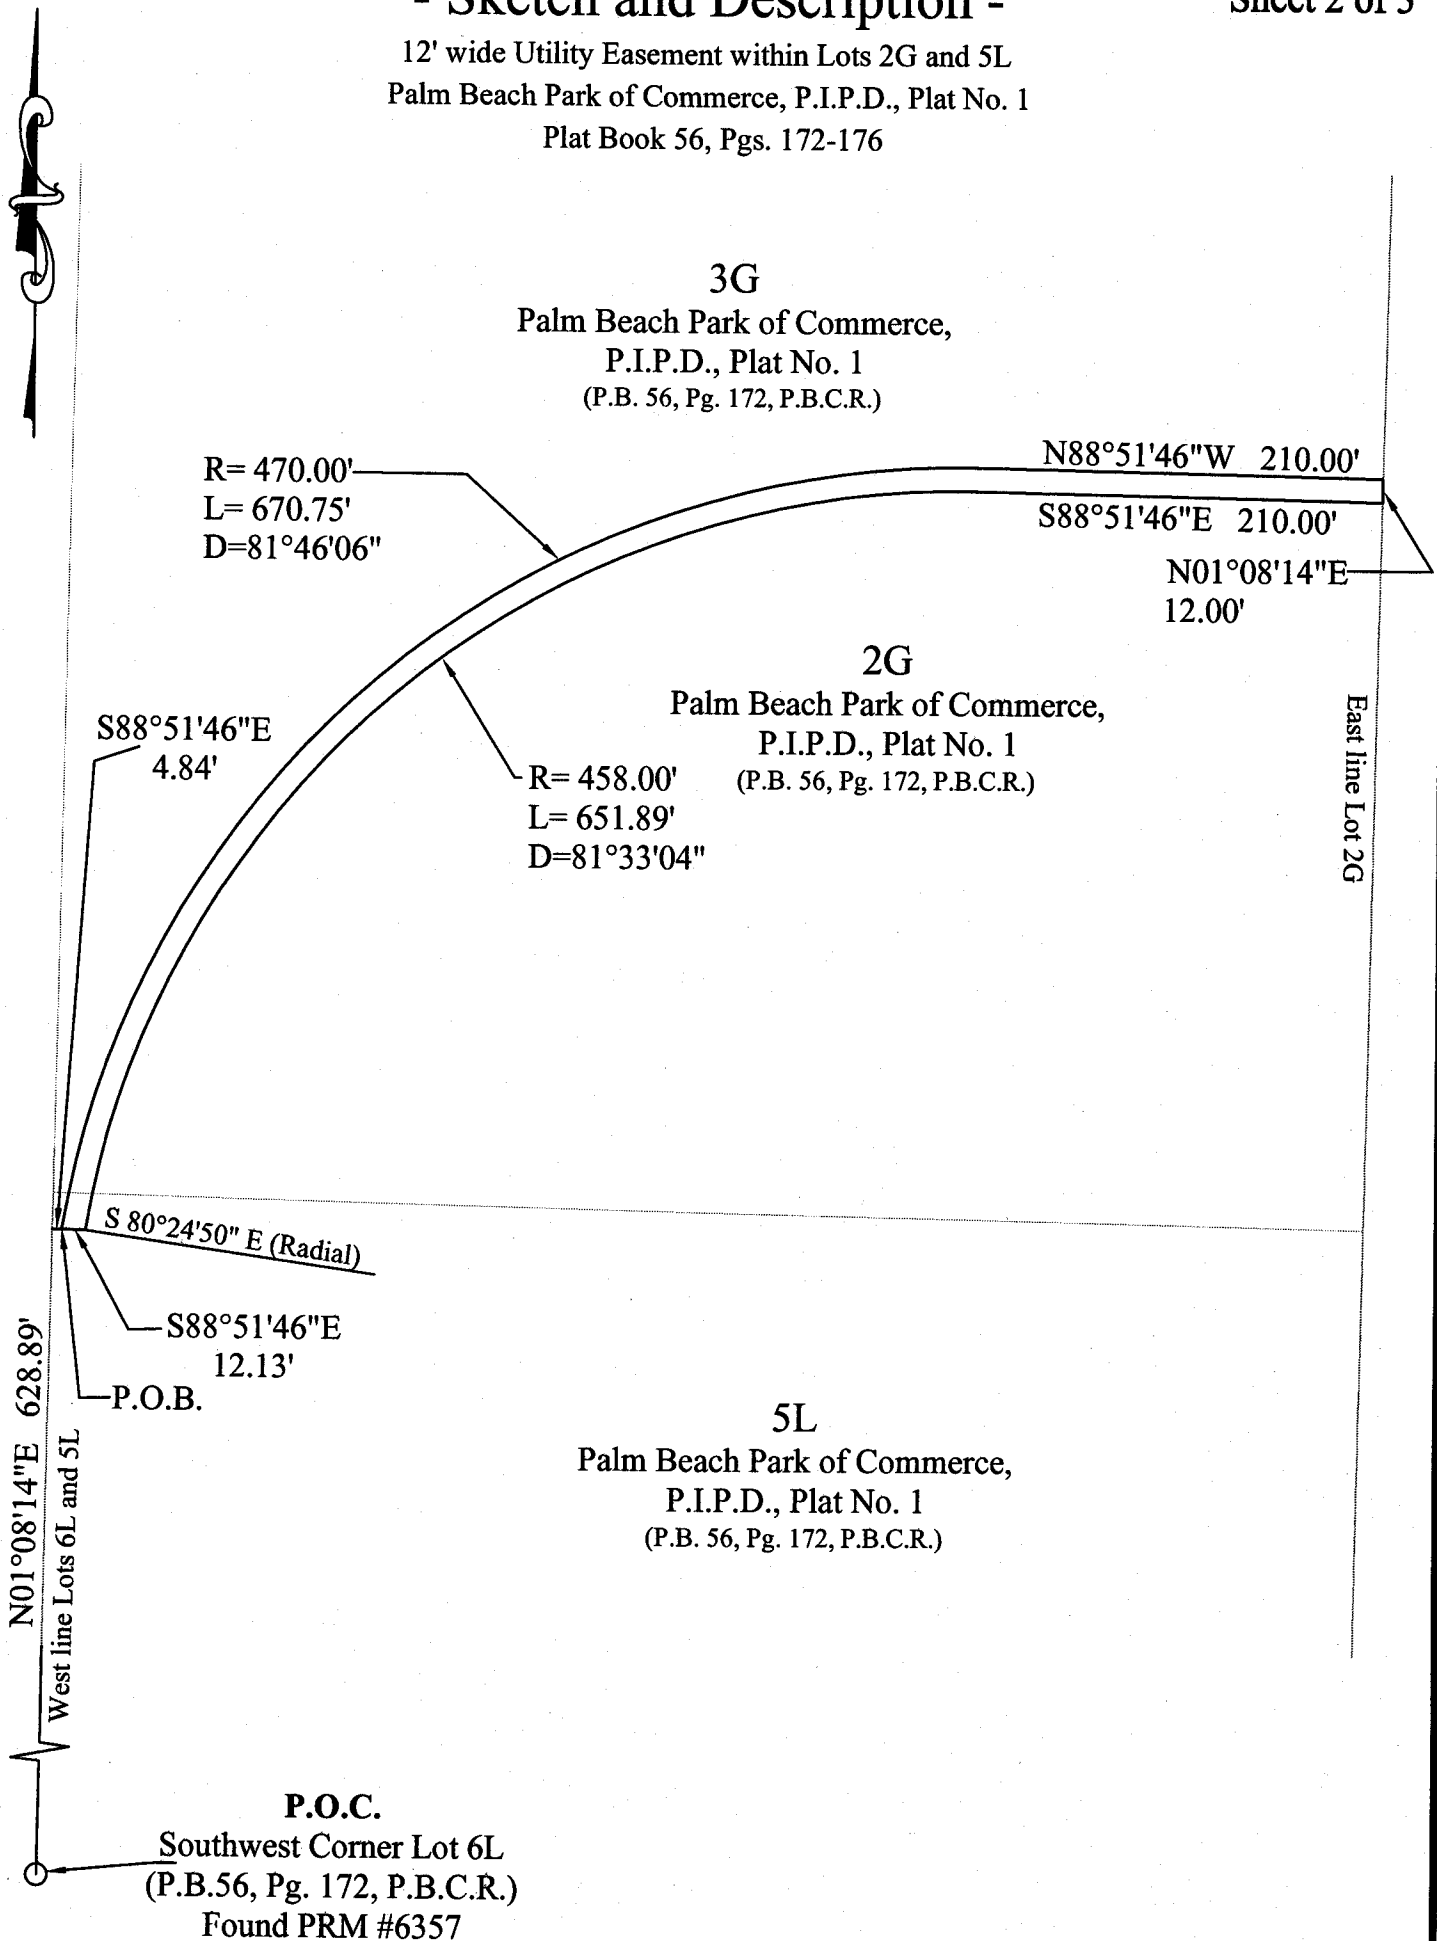 - Sketch and Description -
Sheet 2 of 3
12' wide Utility Easement within Lots 2G and 5L
Palm Beach Park of Commerce, P.I.P.D., Plat No. 1
Plat Book 56, Pgs. 172-176
3G
Palm Beach Park of Commerce,
P.I.P.D., Plat No. 1
(P.B. 56, Pg. 172, P.B.C.R.)
R= 470.00'
L= 670.75'
D=81°46'06"
N88°51'46"W 210.00'
S88°51'46"E 210.00'
N01°08'14"E
12.00'
2G
Palm Beach Park of Commerce,
P.I.P.D., Plat No. 1
(P.B. 56, Pg. 172, P.B.C.R.)
East line Lot 2G
S88°51'46"E
4.84'
R= 458.00'
L= 651.89'
D=81°33'04"
S 80°24'50" E (Radial)
S88°51'46"E
12.13'
P.O.B.
N01°08'14"E 628.89'
West line Lots 6L and 5L
5L
Palm Beach Park of Commerce,
P.I.P.D., Plat No. 1
(P.B. 56, Pg. 172, P.B.C.R.)
P.O.C.
Southwest Corner Lot 6L
(P.B.56, Pg. 172, P.B.C.R.)
Found PRM #6357